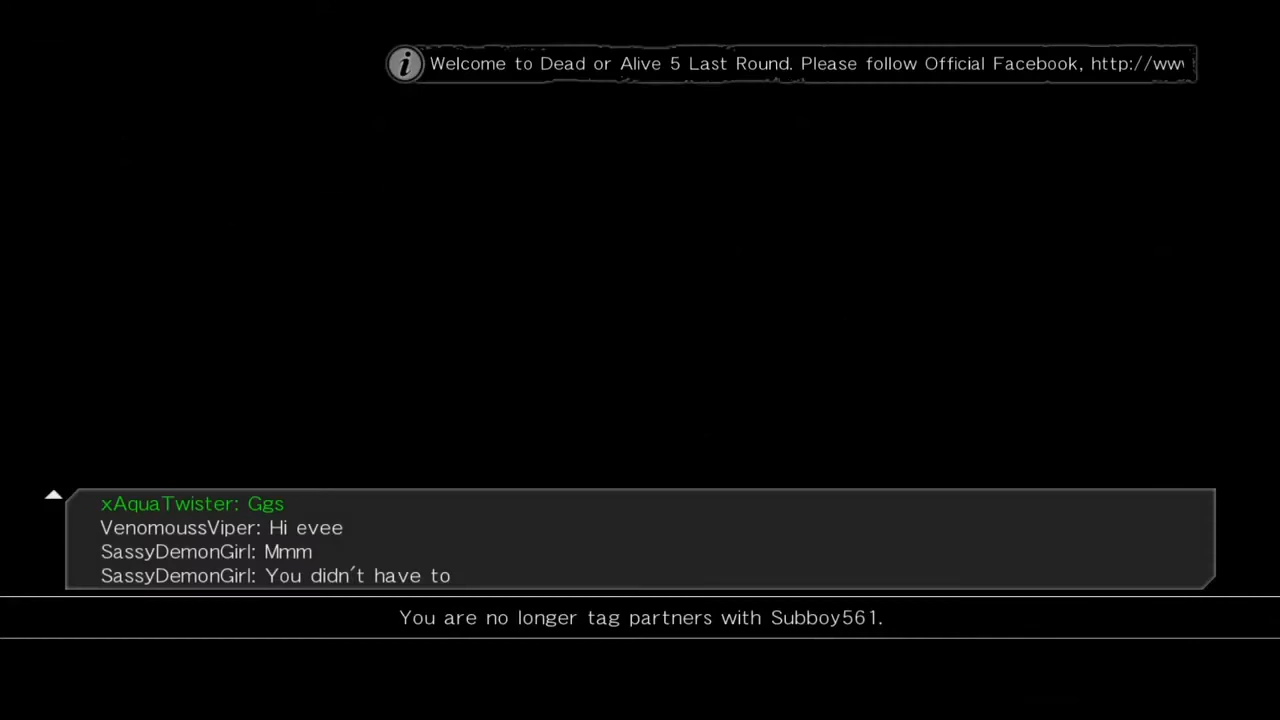 Welcome to Dead or Alive 5 Last Round. Please follow Official Facebook, http://ww
xAquaTwister: Ggs
VenomoussViper: Hi evee
SassyDemonGirl: Mmm
SassyDemonGirl: You didn't have to
You are no longer tag partners with Subboy561.